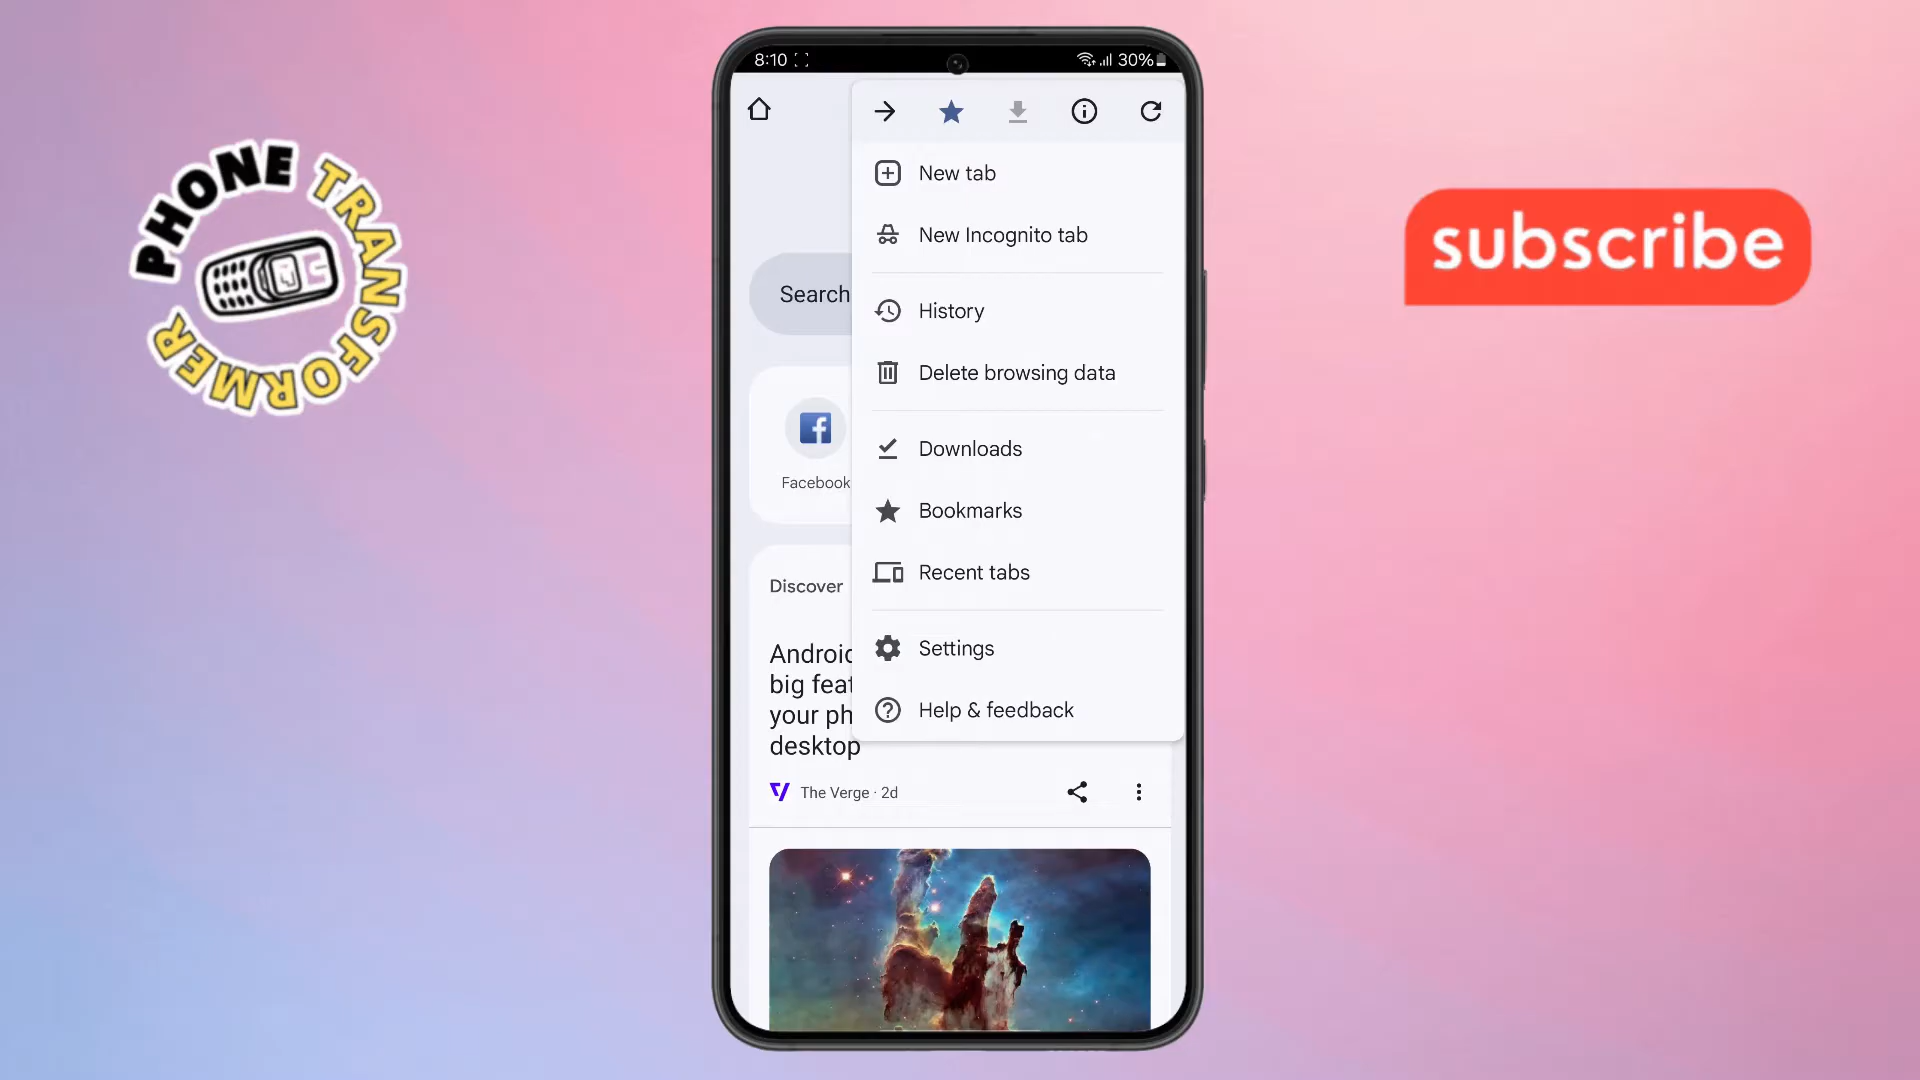 PHONE TRANSFORMER
subscribe
8:10
30%
New tab
New Incognito tab
Search
History
Delete browsing data
Facebook
Downloads
Bookmarks
Recent tabs
Discover
Settings
Android
big feat
your ph
desktop
Help & feedback
The Verge · 2d